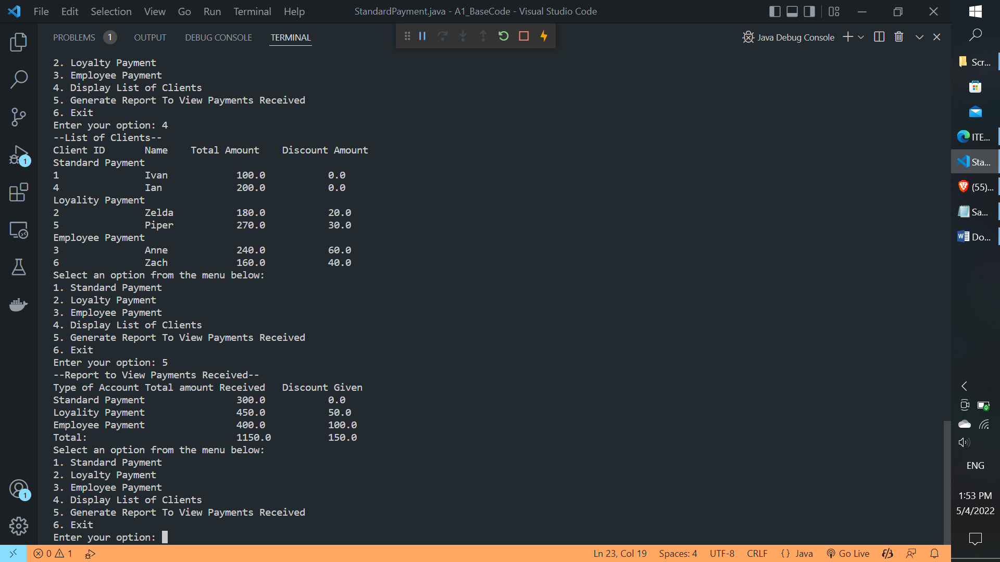 File Edit Selection View Go Run Terminal Help StandardPayment.java - A1_BaseCode - Visual Studio Code
PROBLEMS 1 OUTPUT DEBUG CONSOLE TERMINAL Java Debug Console
2. Loyalty Payment
3. Employee Payment
4. Display List of Clients
5. Generate Report To View Payments Received
6. Exit
Enter your option: 4
--List of Clients--
Client ID Name Total Amount Discount Amount
Standard Payment
1 Ivan 100.0 0.0
4 Ian 200.0 0.0
Loyality Payment
2 Zelda 180.0 20.0
5 Piper 270.0 30.0
Employee Payment
3 Anne 240.0 60.0
6 Zach 160.0 40.0
Select an option from the menu below:
1. Standard Payment
2. Loyalty Payment
3. Employee Payment
4. Display List of Clients
5. Generate Report To View Payments Received
6. Exit
Enter your option: 5
--Report to View Payments Received--
Type of Account Total amount Received Discount Given
Standard Payment 300.0 0.0
Loyality Payment 450.0 50.0
Employee Payment 400.0 100.0
Total: 1150.0 150.0
Select an option from the menu below:
1. Standard Payment
2. Loyalty Payment
3. Employee Payment
4. Display List of Clients
5. Generate Report To View Payments Received
6. Exit
Enter your option:
1
1
0 1 Ln 23, Col 19 Spaces: 4 UTF-8 CRLF {} Java Go Live
Scr...
ITE...
Sta...
(55)...
Sa...
Do...
ENG
1:53 PM
5/4/2022